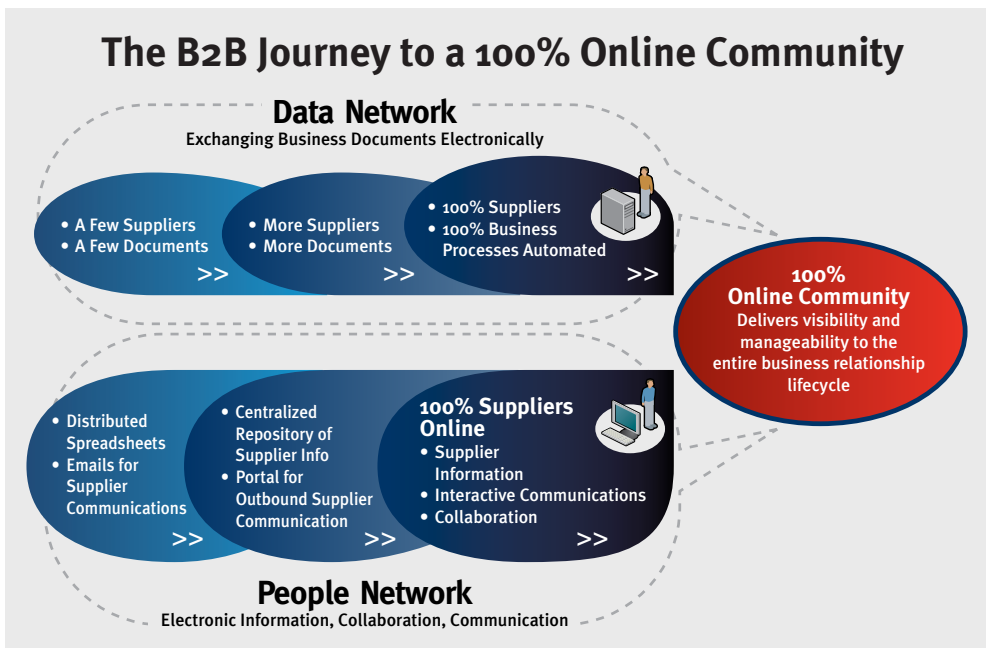 The B2B Journey to a 100% Online Community
Data Network
Exchanging Business Documents Electronically
• A Few Suppliers
• A Few Documents
>>
• More Suppliers
• More Documents
>>
• 100% Suppliers
• 100% Business
Processes Automated
>>
100%
Online Community
Delivers visibility and
manageability to the
entire business relationship
lifecycle
• Distributed
Spreadsheets
• Emails for
Supplier
Communications
>>
• Centralized
Repository of
Supplier Info
• Portal for
Outbound Supplier
Communication
>>
100% Suppliers
Online
• Supplier
Information
• Interactive Communications
• Collaboration
>>
People Network
Electronic Information, Collaboration, Communication